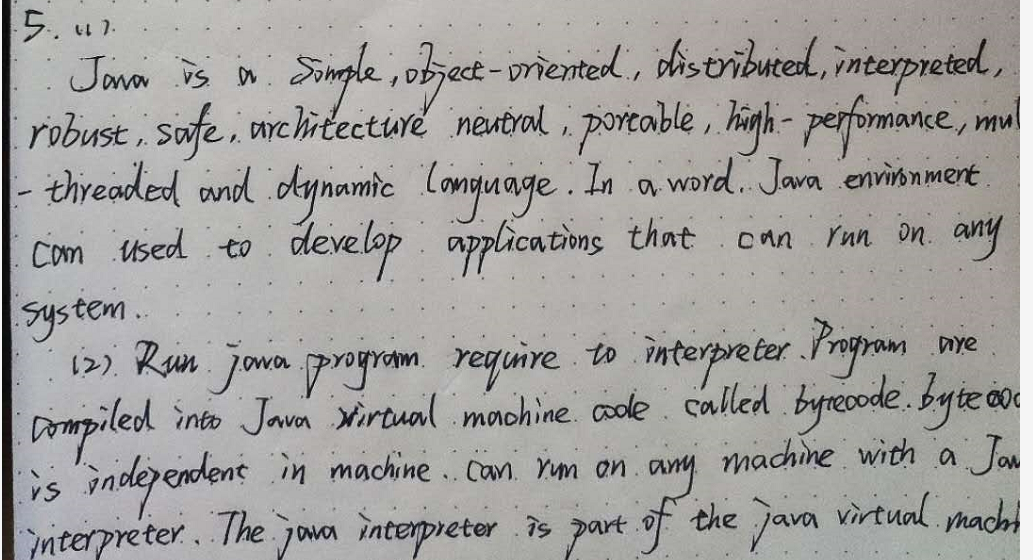 5. (1).
Java is a Simple, object-oriented, distributed, interpreted,
robust, safe, architecture neutral, poreable, high-performance, mul
-threaded and dynamic language. In a word. Java environment
can used to develop applications that can run on any
system.
(2) Run java program require to interpreter. Program are
compiled into Java virtual machine code called byrecode. bytecod
is independent in machine. can run on any machine with a Jav
interpreter. The java interpreter is part of the java virtual machi